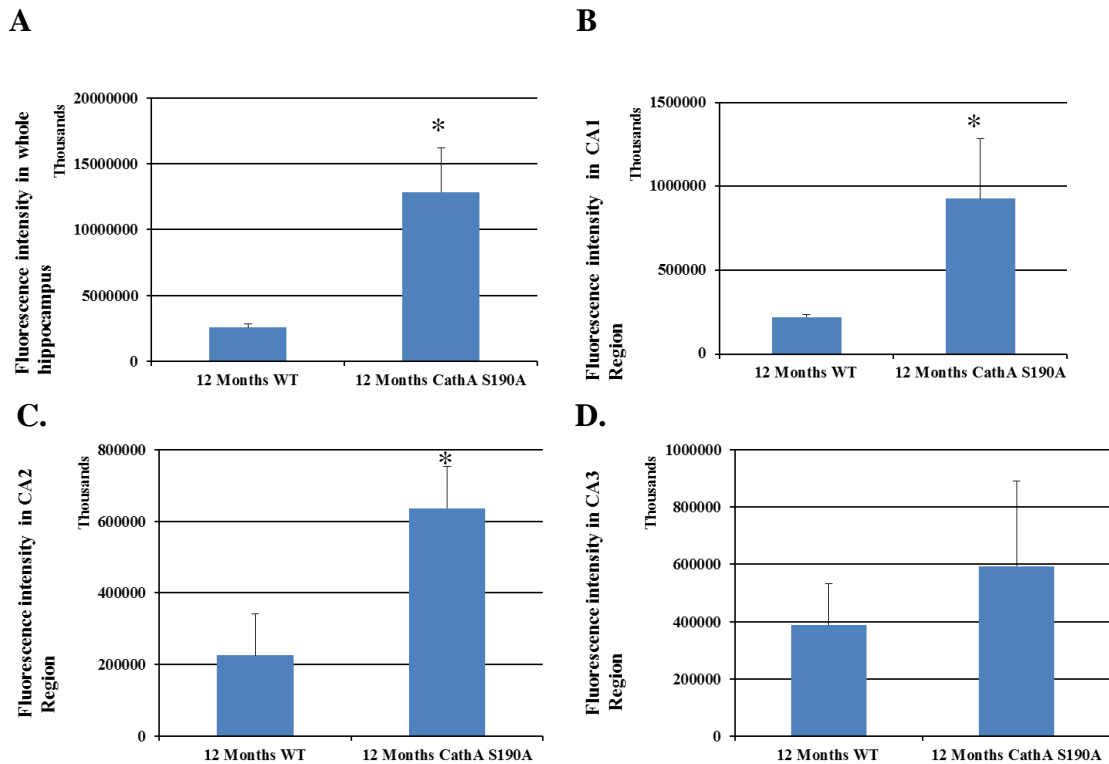 A
Fluorescence intensity in whole
hippocampus
Thousands
20000000
15000000
10000000
5000000
0
*
12 Months WT
12 Months CathA S190A
B
Fluorescence intensity in CA1
Region
Thousands
1500000
1000000
500000
0
*
12 Months WT
12 Months CathA S190A
C.
Fluorescence intensity in CA2
Region
Thousands
800000
600000
400000
200000
0
*
12 Months WT
12 Months CathA S190A
D.
Fluorescence intensity in CA3
Region
Thousands
1000000
800000
600000
400000
200000
0
12 Months WT
12 Months CathA S190A